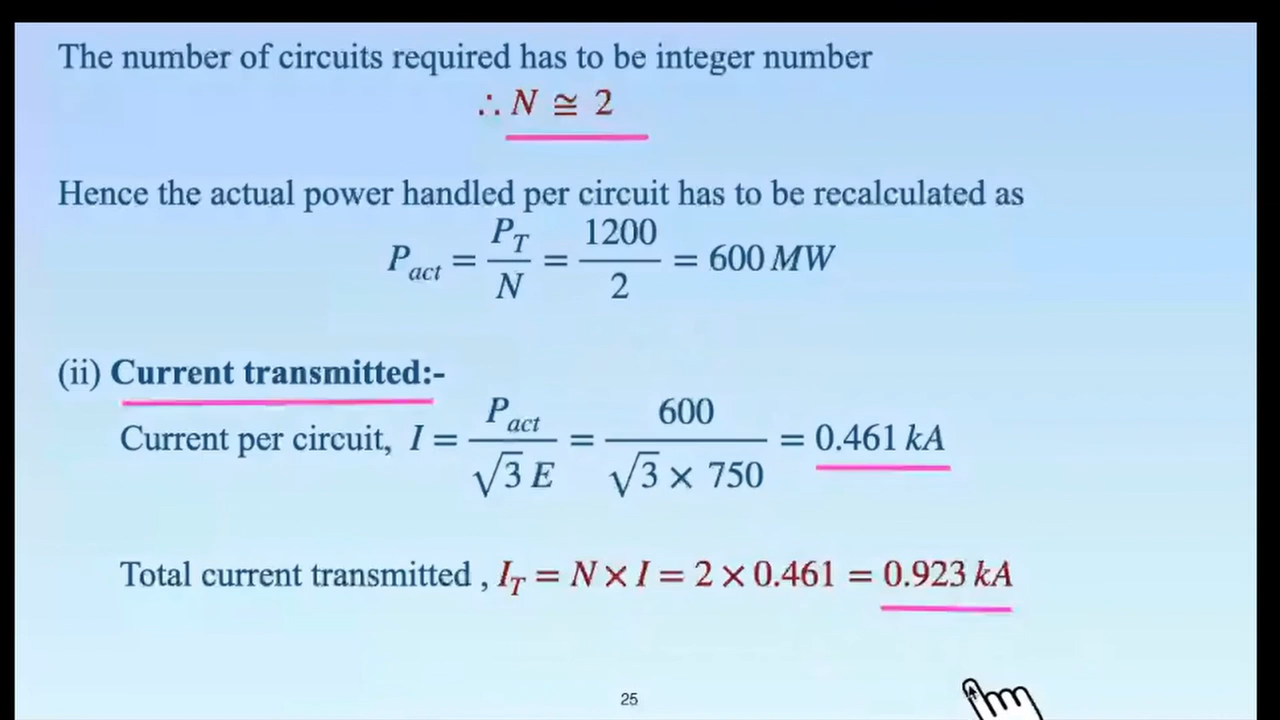 The number of circuits required has to be integer number
∴ N ≅ 2
Hence the actual power handled per circuit has to be recalculated as
P_act = P_T / N = 1200 / 2 = 600 MW
(ii) Current transmitted:-
Current per circuit, I = P_act / √3 E = 600 / √3 × 750 = 0.461 kA
Total current transmitted , I_T = N × I = 2 × 0.461 = 0.923 kA
25